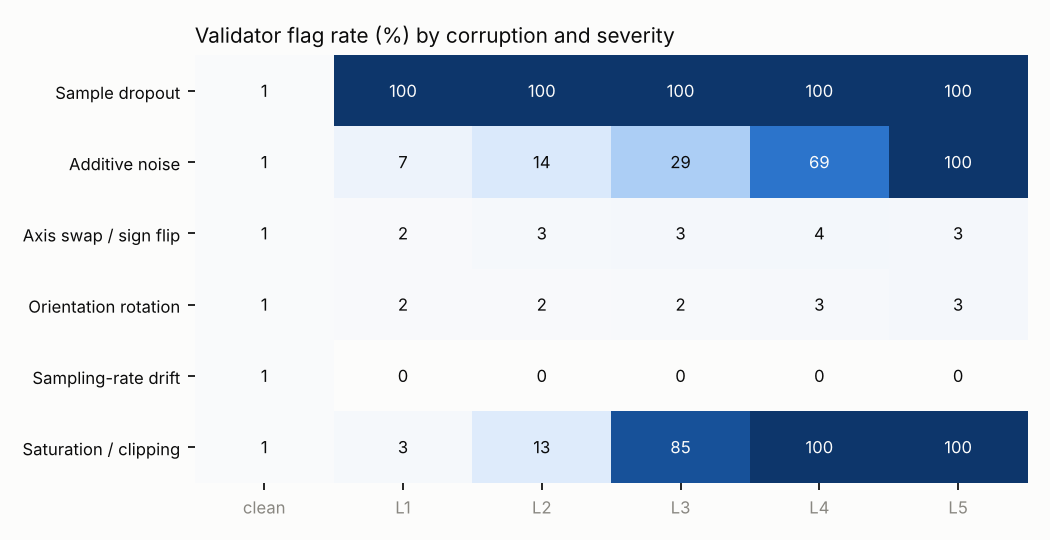 Validator flag rate (%) by corruption and severity
Sample dropout 1 100 100 100 100 100
Additive noise 1 7 14 29 69 100
Axis swap / sign flip 1 2 3 3 4 3
Orientation rotation 1 2 2 2 3 3
Sampling-rate drift 1 0 0 0 0 0
Saturation / clipping 1 3 13 85 100 100
clean L1 L2 L3 L4 L5